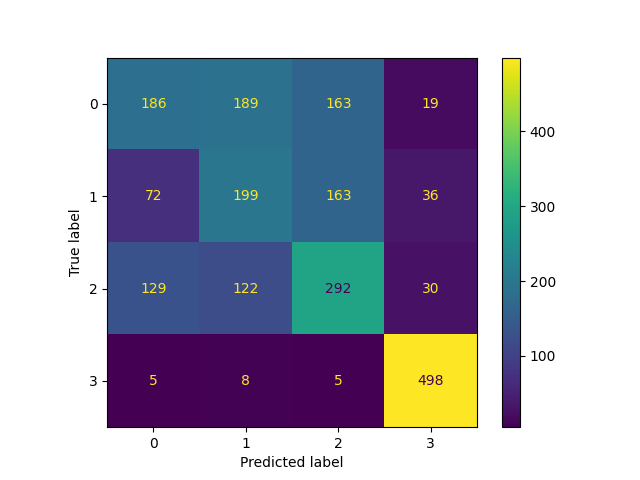 0 186 189 163 19
1 72 199 163 36
2 129 122 292 30
3 5 8 5 498
0 1 2 3
Predicted label
True label
400
300
200
100